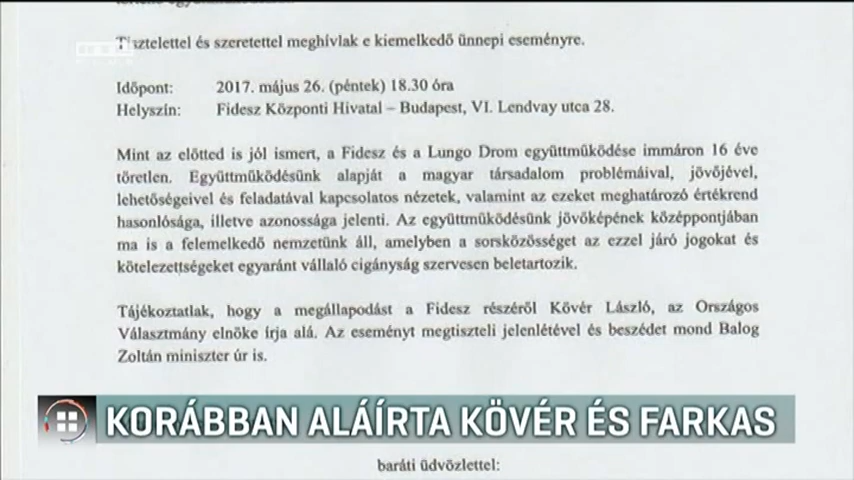 Tisztelettel és szeretettel meghívlak e kiemelkedő ünnepi eseményre.
Időpont: 2017. május 26. (péntek) 18.30 óra
Helyszín: Fidesz Központi Hivatal – Budapest, VI. Lendvay utca 28.
Mint az előtted is jól ismert, a Fidesz és a Lungo Drom együttműködése immáron 16 éve
töretlen. Együttműködésünk alapját a magyar társadalom problémáival, jövőjével,
lehetőségeivel és feladatával kapcsolatos nézetek, valamint az ezeket meghatározó értékrend
hasonlósága, illetve azonossága jelenti. Az együttműködésünk jövőképének középpontjában
ma is a felemelkedő nemzetünk áll, amelyben a sorsközösséget az ezzel járó jogokat és
kötelezettségeket egyaránt vállaló cigányság szervesen beletartozik.
Tájékoztatlak, hogy a megállapodást a Fidesz részéről Kövér László, az Országos
Választmány elnöke írja alá. Az eseményt megtiszteli jelenlétével és beszédet mond Balog
Zoltán miniszter úr is.
KORÁBBAN ALÁÍRTA KÖVÉR ÉS FARKAS
baráti üdvözlettel: